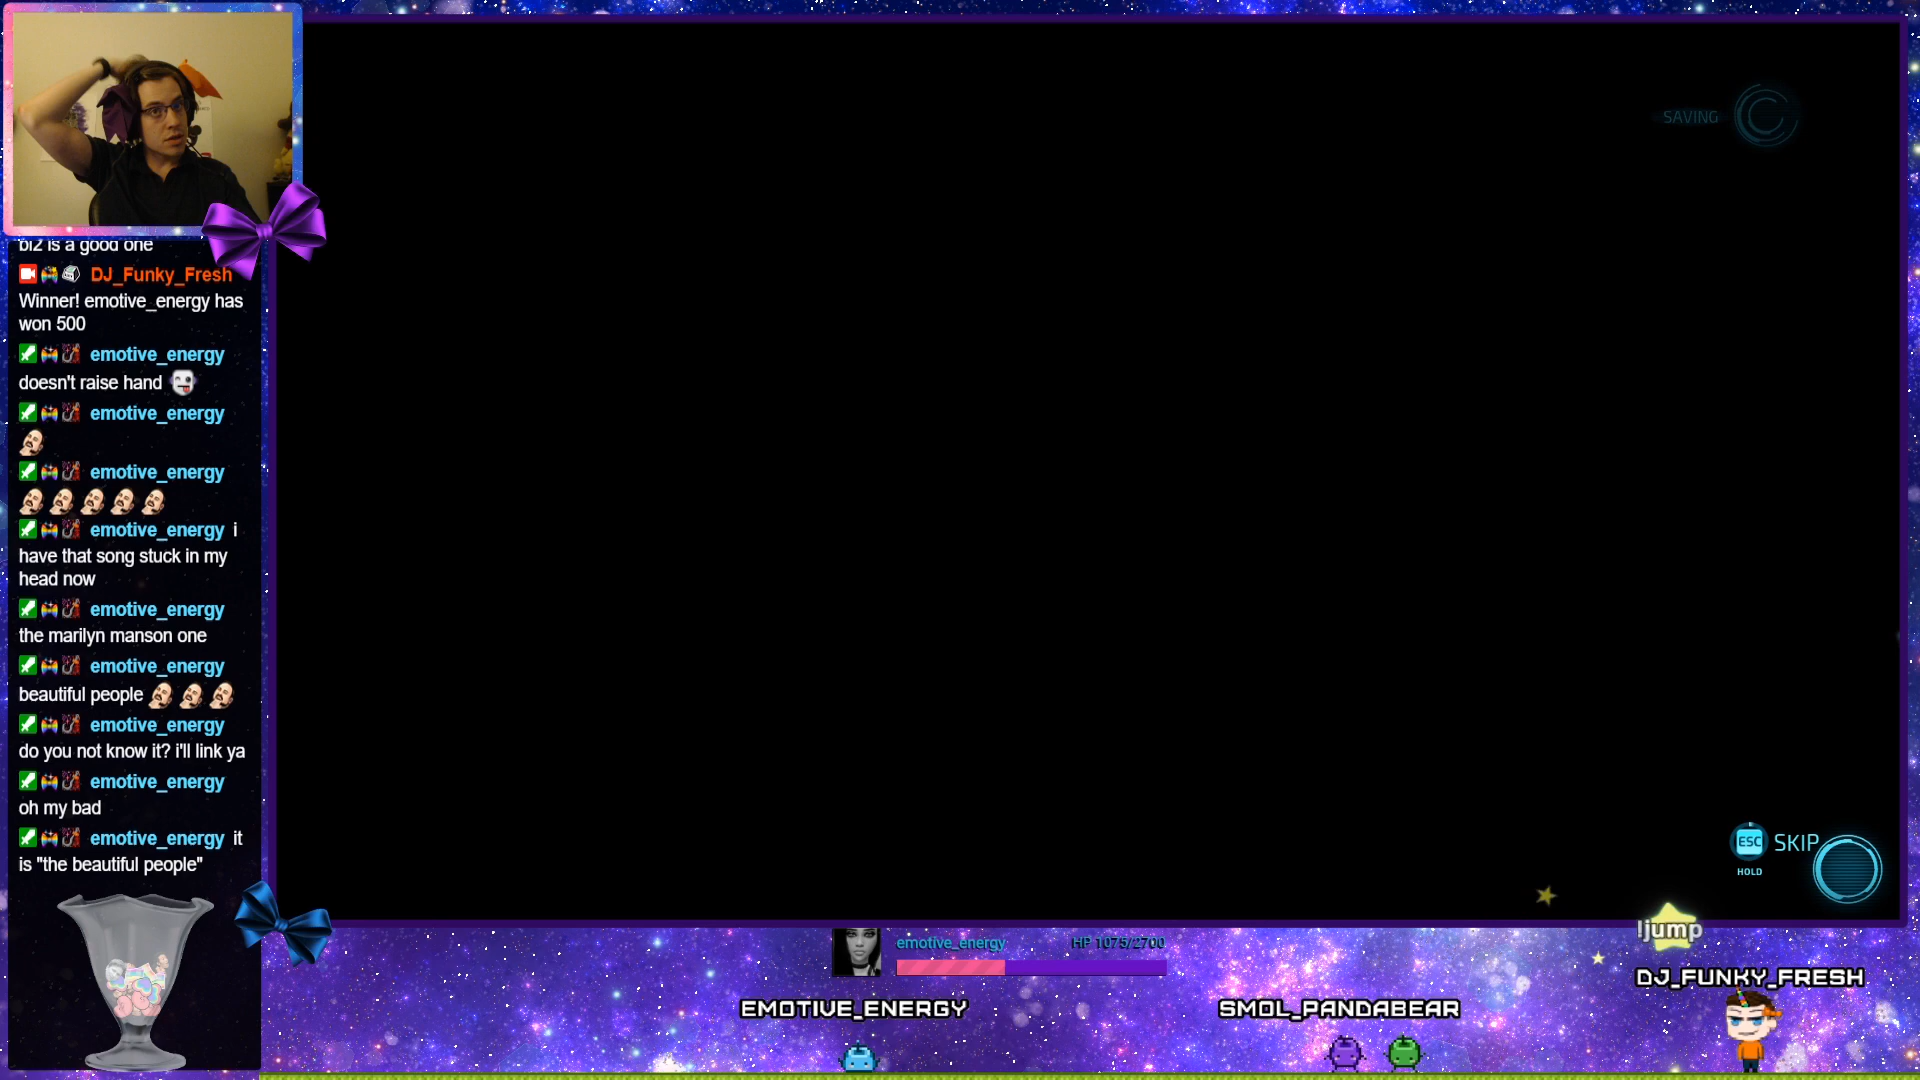 SAVING
bl2 is a good one
DJ_Funky_Fresh
Winner! emotive_energy has
won 500
emotive_energy
doesn't raise hand
emotive_energy
emotive_energy
emotive_energy i
have that song stuck in my
head now
emotive_energy
the marilyn manson one
emotive_energy
beautiful people
emotive_energy
do you not know it? i'll link ya
emotive_energy
oh my bad
emotive_energy it
is "the beautiful people"
ESC SKIP
HOLD
!jump
emotive_energy HP 1075/2700
DJ_FUNKY_FRESH
EMOTIVE_ENERGY
SMOL_PANDABEAR